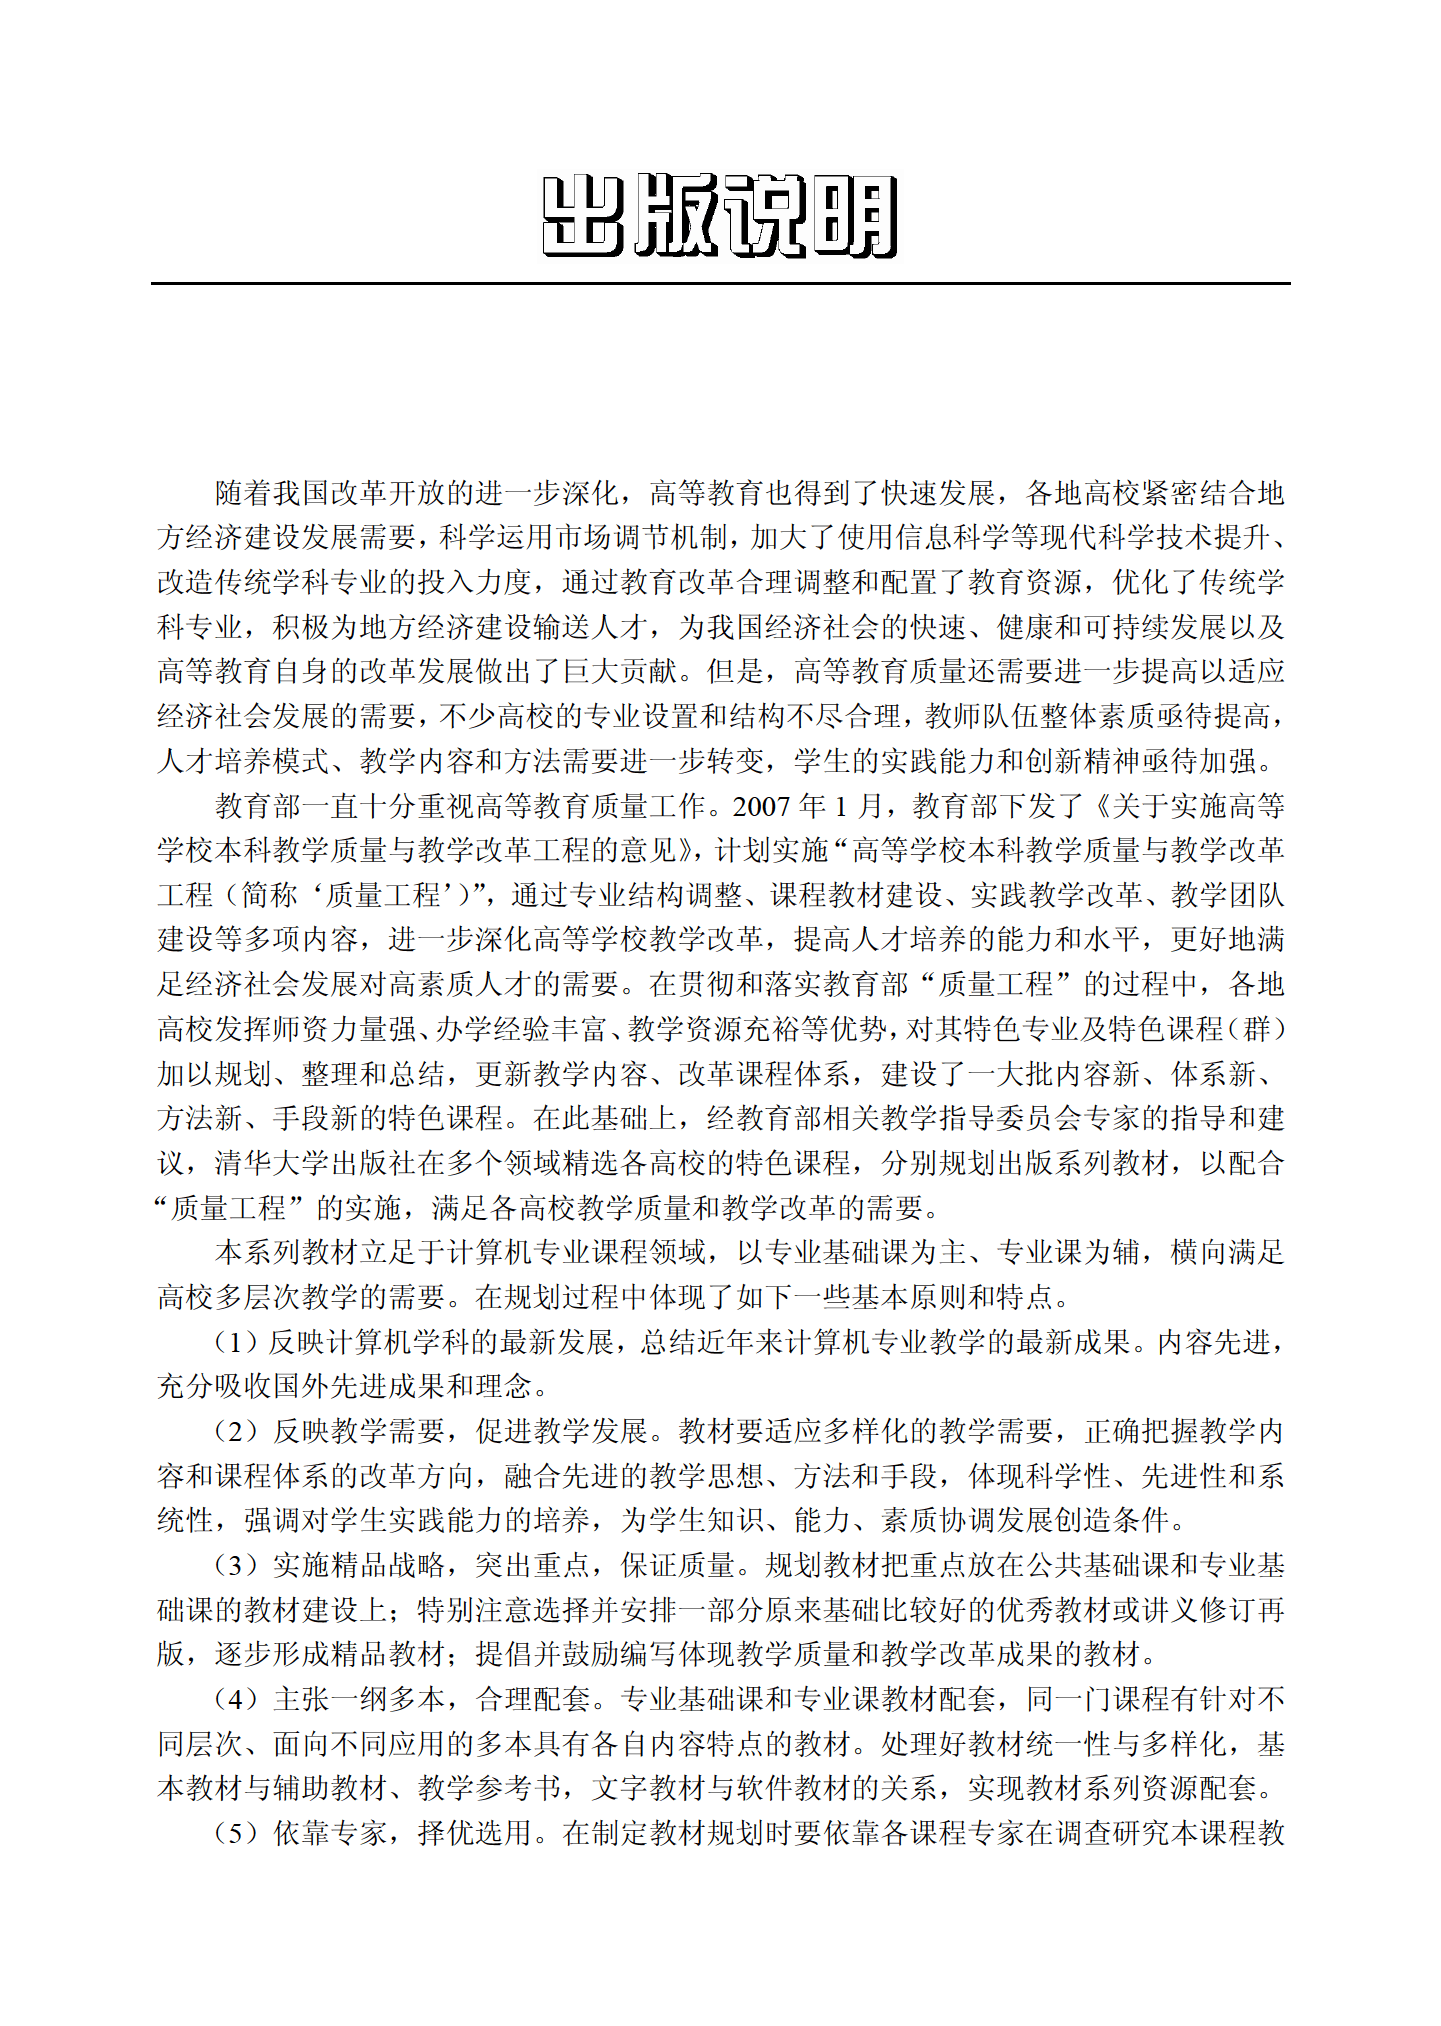 出版说明
随着我国改革开放的进一步深化，高等教育也得到了快速发展，各地高校紧密结合地
方经济建设发展需要，科学运用市场调节机制，加大了使用信息科学等现代科学技术提升、
改造传统学科专业的投入力度，通过教育改革合理调整和配置了教育资源，优化了传统学
科专业，积极为地方经济建设输送人才，为我国经济社会的快速、健康和可持续发展以及
高等教育自身的改革发展做出了巨大贡献。但是，高等教育质量还需要进一步提高以适应
经济社会发展的需要，不少高校的专业设置和结构不尽合理，教师队伍整体素质亟待提高，
人才培养模式、教学内容和方法需要进一步转变，学生的实践能力和创新精神亟待加强。
教育部一直十分重视高等教育质量工作。2007 年 1 月，教育部下发了《关于实施高等
学校本科教学质量与教学改革工程的意见》，计划实施“高等学校本科教学质量与教学改革
工程（简称‘质量工程’）”，通过专业结构调整、课程教材建设、实践教学改革、教学团队
建设等多项内容，进一步深化高等学校教学改革，提高人才培养的能力和水平，更好地满
足经济社会发展对高素质人才的需要。在贯彻和落实教育部“质量工程”的过程中，各地
高校发挥师资力量强、办学经验丰富、教学资源充裕等优势，对其特色专业及特色课程（群）
加以规划、整理和总结，更新教学内容、改革课程体系，建设了一大批内容新、体系新、
方法新、手段新的特色课程。在此基础上，经教育部相关教学指导委员会专家的指导和建
议，清华大学出版社在多个领域精选各高校的特色课程，分别规划出版系列教材，以配合
“质量工程”的实施，满足各高校教学质量和教学改革的需要。
本系列教材立足于计算机专业课程领域，以专业基础课为主、专业课为辅，横向满足
高校多层次教学的需要。在规划过程中体现了如下一些基本原则和特点。
（1）反映计算机学科的最新发展，总结近年来计算机专业教学的最新成果。内容先进，
充分吸收国外先进成果和理念。
（2）反映教学需要，促进教学发展。教材要适应多样化的教学需要，正确把握教学内
容和课程体系的改革方向，融合先进的教学思想、方法和手段，体现科学性、先进性和系
统性，强调对学生实践能力的培养，为学生知识、能力、素质协调发展创造条件。
（3）实施精品战略，突出重点，保证质量。规划教材把重点放在公共基础课和专业基
础课的教材建设上；特别注意选择并安排一部分原来基础比较好的优秀教材或讲义修订再
版，逐步形成精品教材；提倡并鼓励编写体现教学质量和教学改革成果的教材。
（4）主张一纲多本，合理配套。专业基础课和专业课教材配套，同一门课程有针对不
同层次、面向不同应用的多本具有各自内容特点的教材。处理好教材统一性与多样化，基
本教材与辅助教材、教学参考书，文字教材与软件教材的关系，实现教材系列资源配套。
（5）依靠专家，择优选用。在制定教材规划时要依靠各课程专家在调查研究本课程教